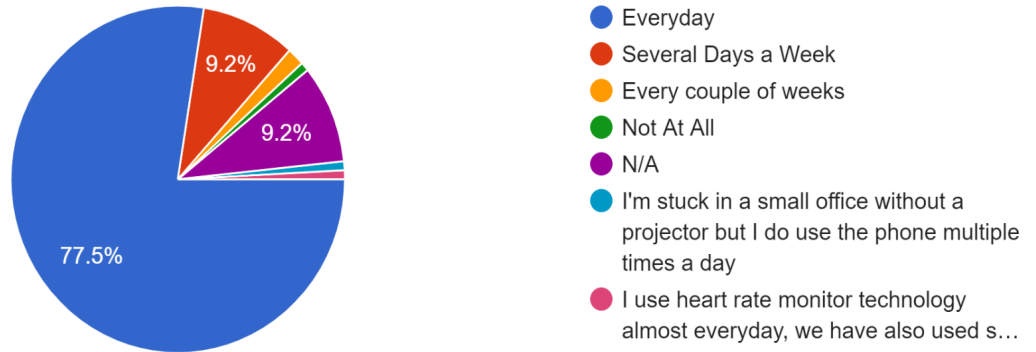 9.2%
9.2%
77.5%
Everyday
Several Days a Week
Every couple of weeks
Not At All
N/A
I'm stuck in a small office without a
projector but I do use the phone multiple
times a day
I use heart rate monitor technology
almost everyday, we have also used s…